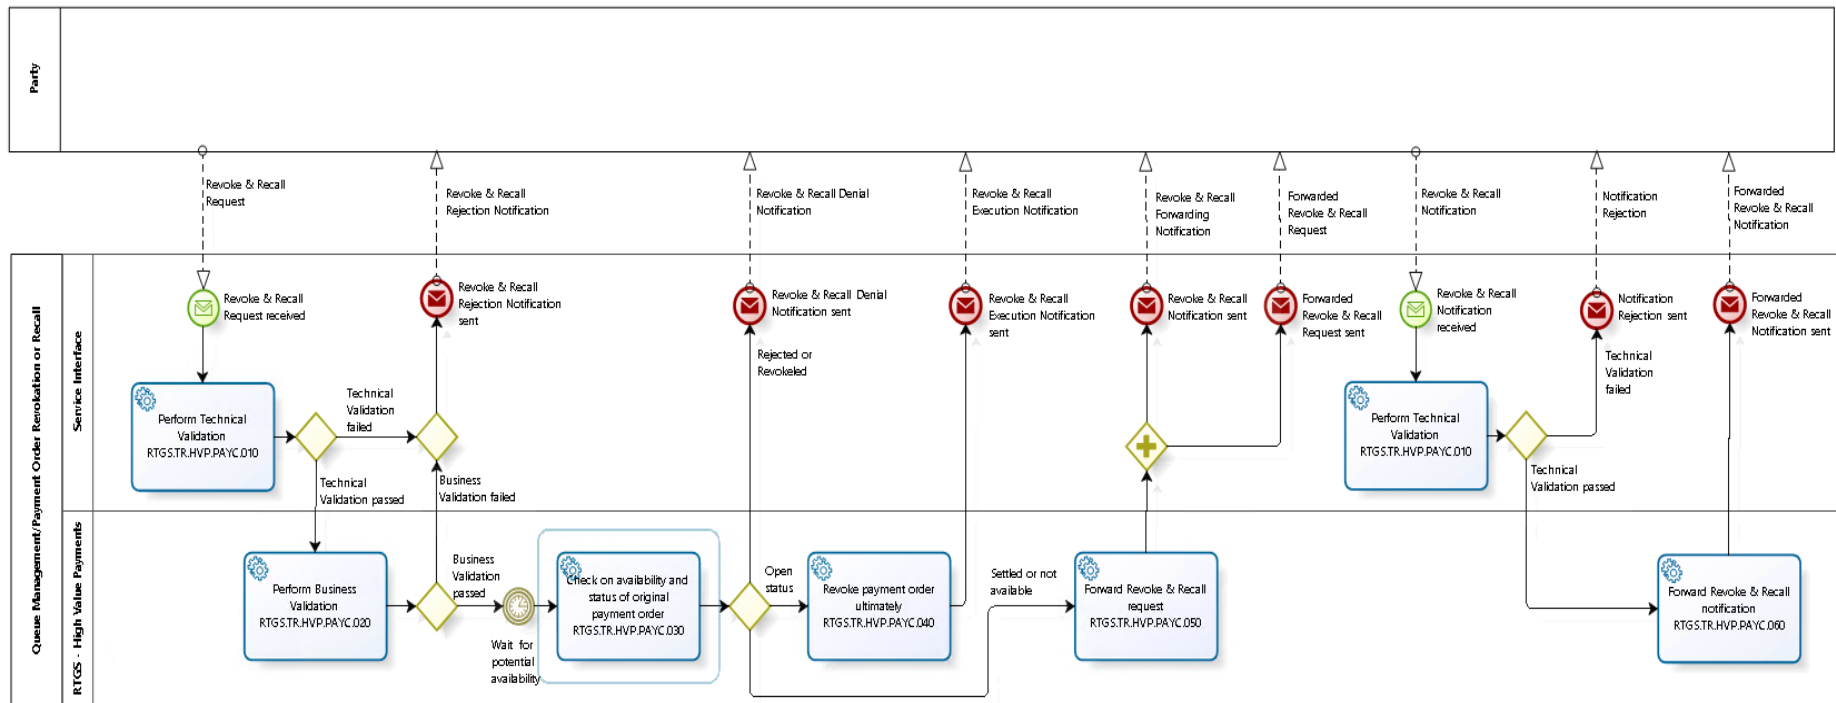 Party
Revoke & Recall
Request
Revoke & Recall
Rejection Notification
Revoke & Recall Denial
Notification
Revoke & Recall
Execution Notification
Revoke & Recall
Forwarding
Notification
Forwarded
Revoke & Recall
Request
Revoke & Recall
Notification
Notification
Rejection
Forwarded
Revoke & Recall
Notification
Queue Management/Payment Order Revokation or Recall
Service Interface
Revoke & Recall
Request received
Revoke & Recall
Rejection Notification
sent
Revoke & Recall Denial
Notification sent
Revoke & Recall
Execution Notification
sent
Revoke & Recall
Notification sent
Forwarded
Revoke & Recall
Request sent
Revoke & Recall
Notification
received
Notification
Rejection sent
Forwarded
Revoke & Recall
Notification sent
Rejected or
Revokeled
Technical
Validation
failed
Perform Technical
Validation
RTGS.TR.HVP.PAYC.010
Technical
Validation
failed
Perform Technical
Validation
RTGS.TR.HVP.PAYC.010
Technical
Validation passed
Business
Validation failed
Technical
Validation passed
RTGS - High Value Payments
Perform Business
Validation
RTGS.TR.HVP.PAYC.020
Business
Validation
passed
Wait for
potential
availability
Check on availability and
status of original
payment order
RTGS.TR.HVP.PAYC.030
Open
status
Revoke payment order
ultimately
RTGS.TR.HVP.PAYC.040
Settled or not
available
Forward Revoke & Recall
request
RTGS.TR.HVP.PAYC.050
Forward Revoke & Recall
notification
RTGS.TR.HVP.PAYC.060